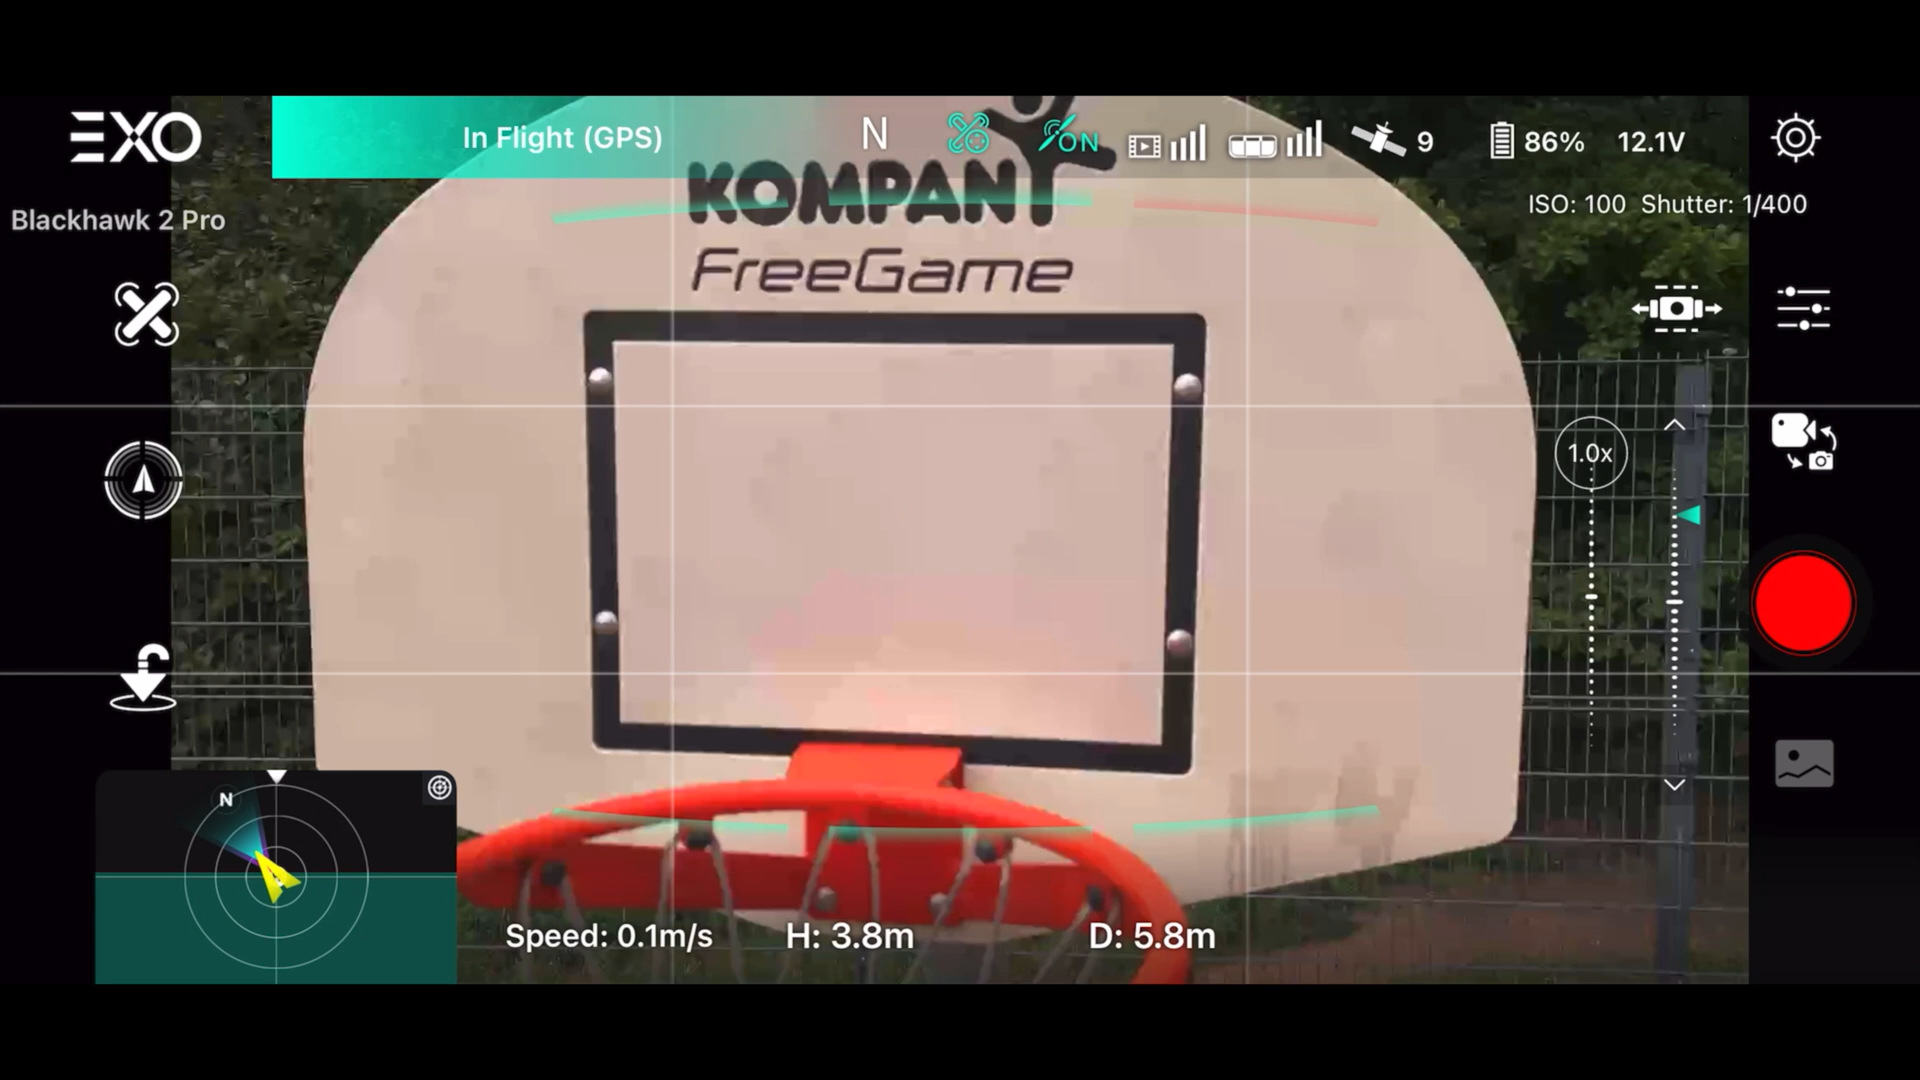 EXO
In Flight (GPS)
N
ON
9
86%
12.1V
Blackhawk 2 Pro
ISO: 100 Shutter: 1/400
KOMPAN
FreeGame
1.0x
N
Speed: 0.1m/s
H: 3.8m
D: 5.8m